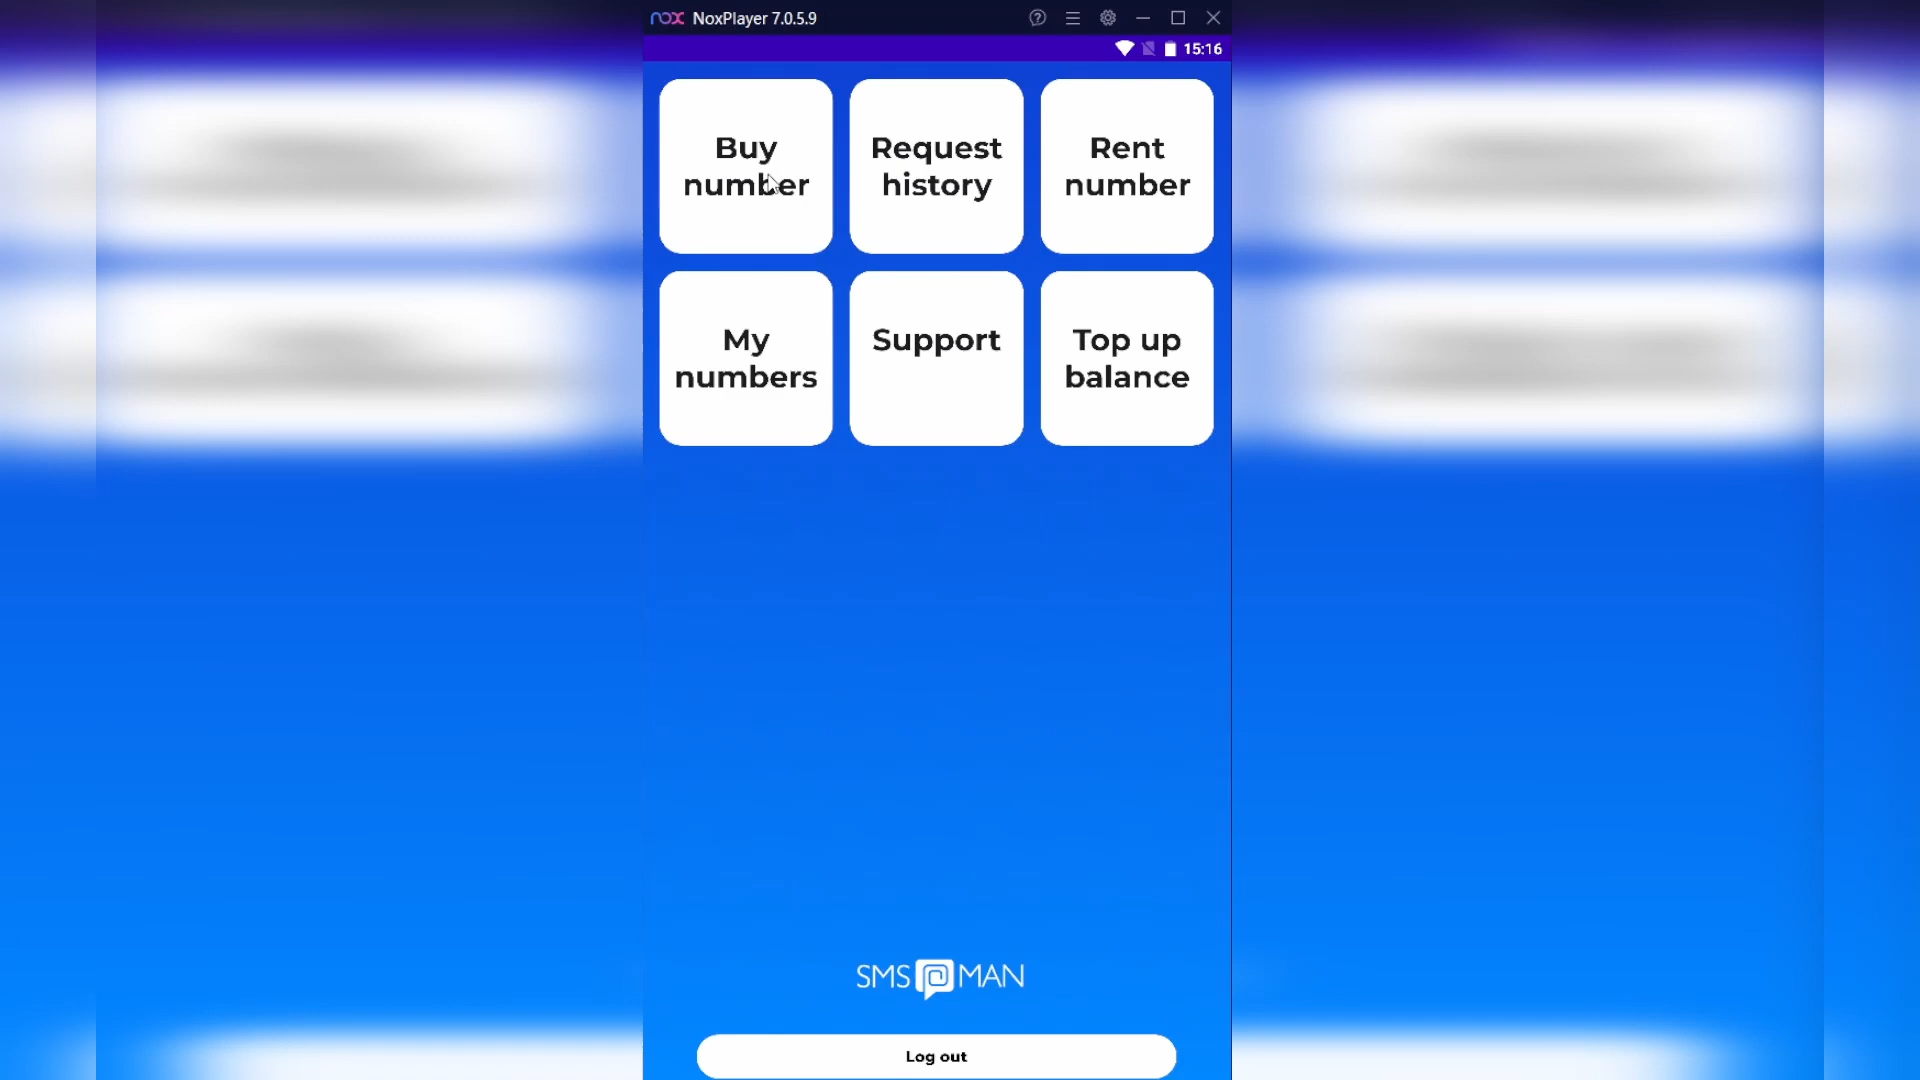 nox NoxPlayer 7.0.5.9
15:16
Buy
number
Request
history
Rent
number
My
numbers
Support
Top up
balance
SMS MAN
Log out